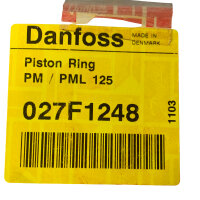 Danfoss
MADE IN
DENMARK
Piston Ring
PM / PML 125
027F1248
1103